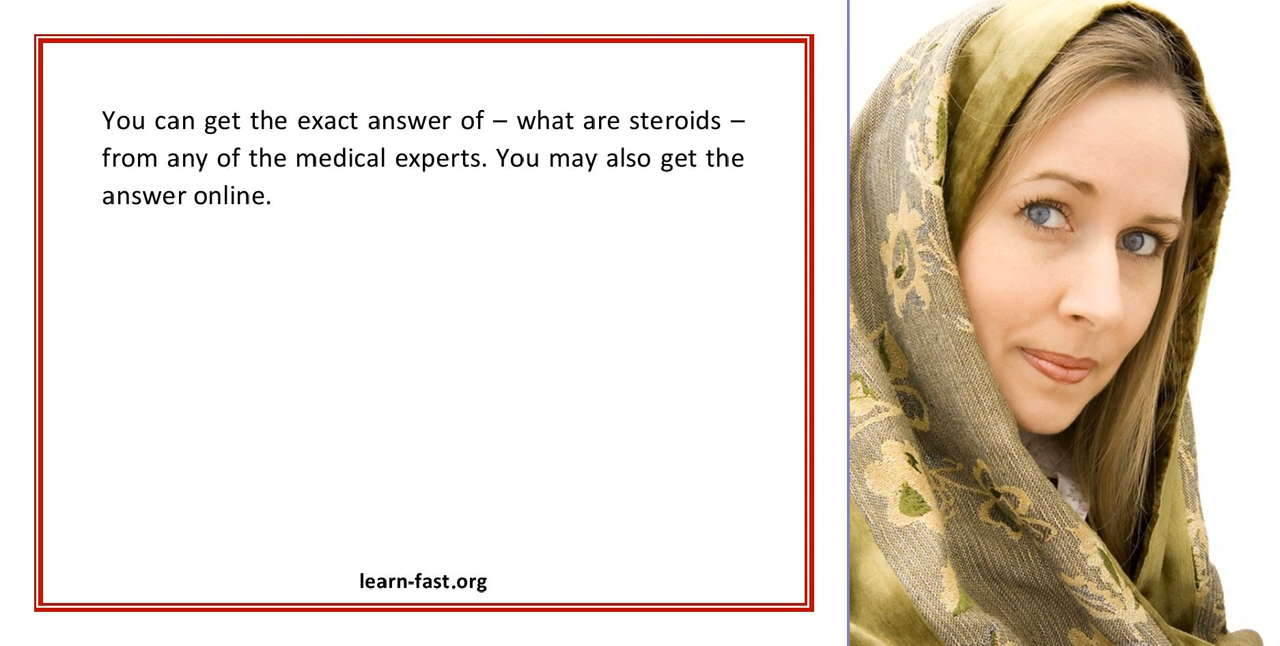 You can get the exact answer of – what are steroids –
from any of the medical experts. You may also get the
answer online.
learn-fast.org